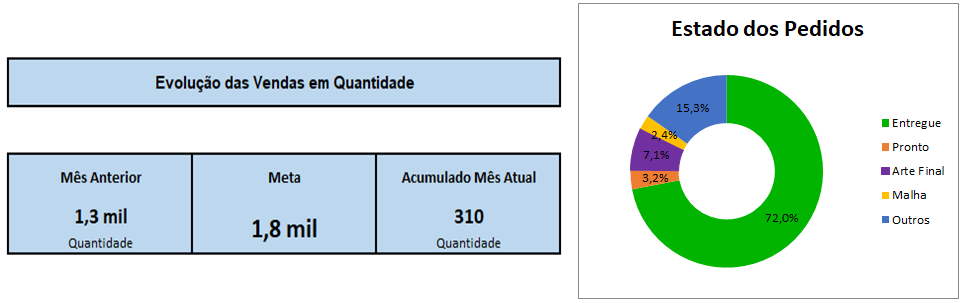 Evolução das Vendas em Quantidade
Mês Anterior
1,3 mil
Quantidade
Meta
1,8 mil
Acumulado Mês Atual
310
Quantidade
Estado dos Pedidos
15,3%
2,4%
7,1%
3,2%
72,0%
Entregue
Pronto
Arte Final
Malha
Outros